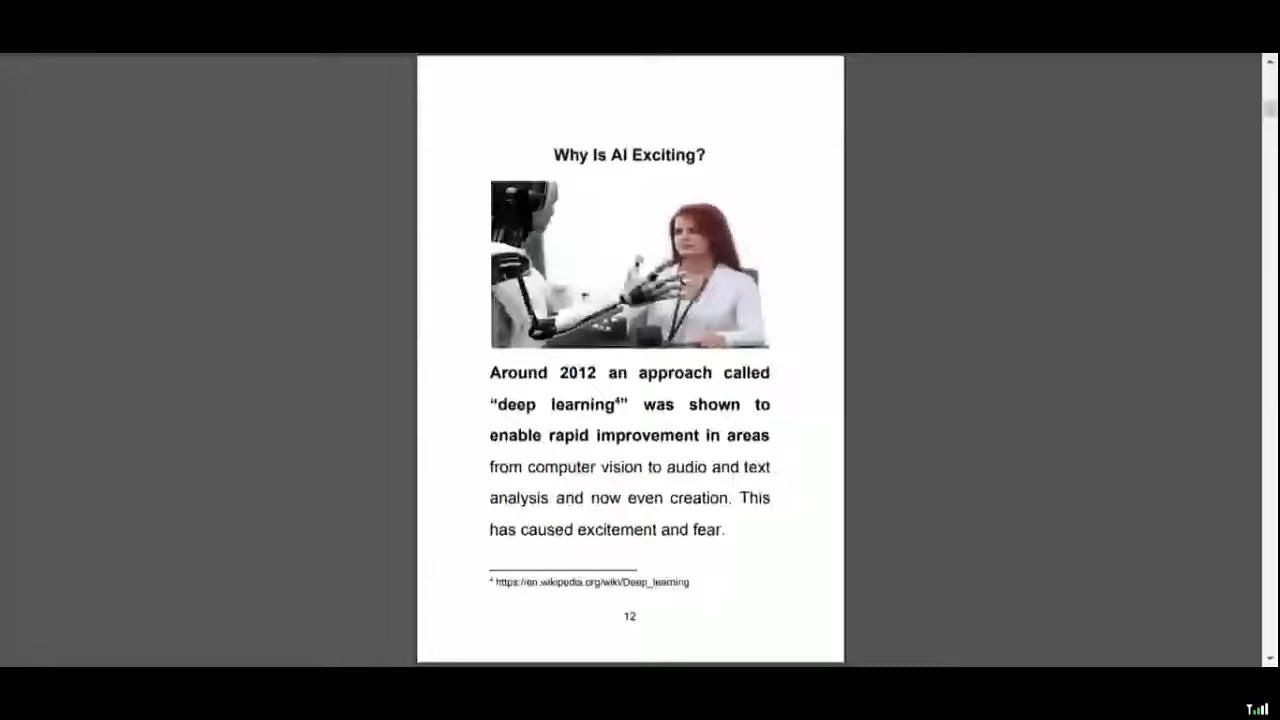 Why Is AI Exciting?
Around 2012 an approach called
“deep learning⁴” was shown to
enable rapid improvement in areas
from computer vision to audio and text
analysis and now even creation. This
has caused excitement and fear.
⁴ https://en.wikipedia.org/wiki/Deep_learning
12